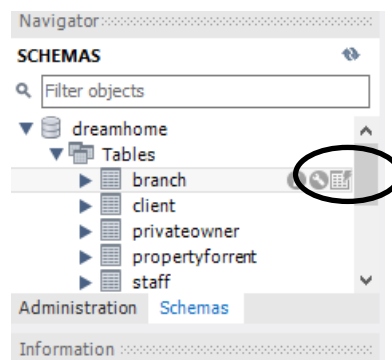 Navigator
SCHEMAS
Filter objects
dreamhome
Tables
branch
client
privateowner
propertyforrent
staff
Administration Schemas
Information